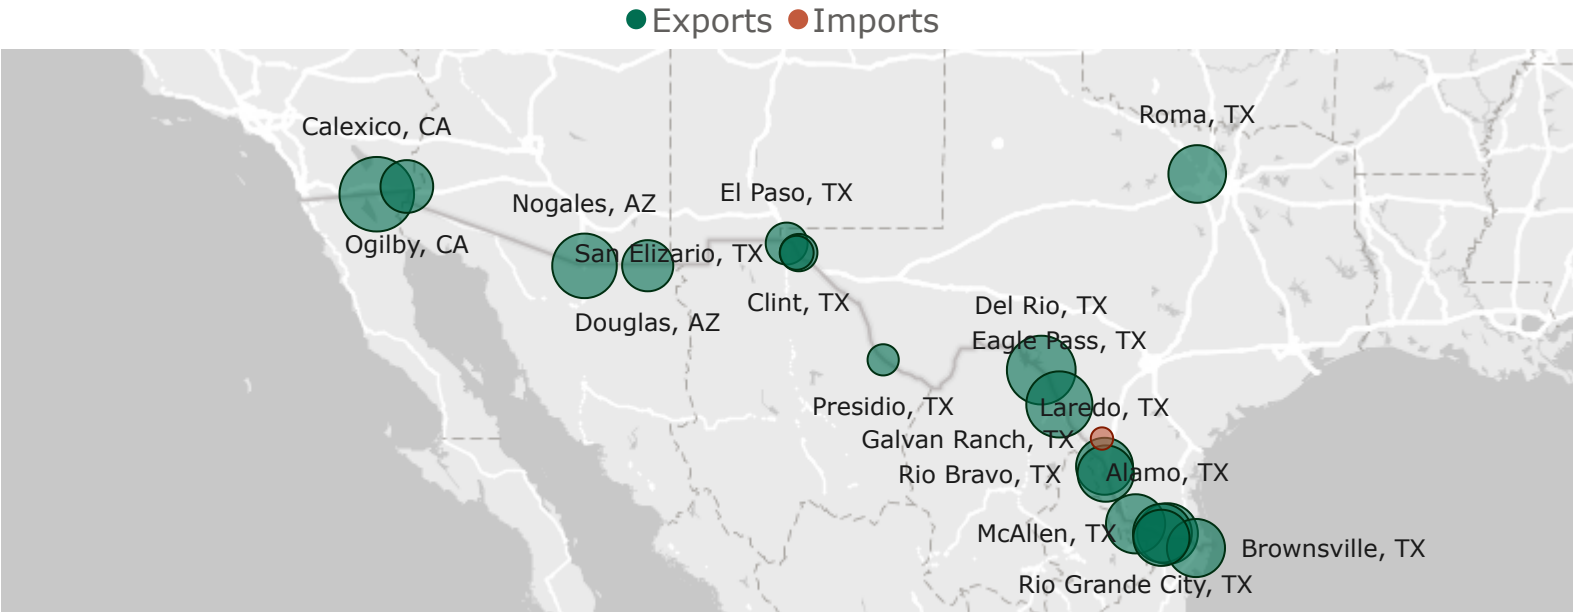 Exports Imports
Calexico, CA
Roma, TX
El Paso, TX
Nogales, AZ
Ogilby, CA
San Elizario, TX
Clint, TX
Del Rio, TX
Douglas, AZ
Eagle Pass, TX
Presidio, TX
Laredo, TX
Galvan Ranch, TX
Rio Bravo, TX
Alamo, TX
McAllen, TX
Brownsville, TX
Rio Grande City, TX